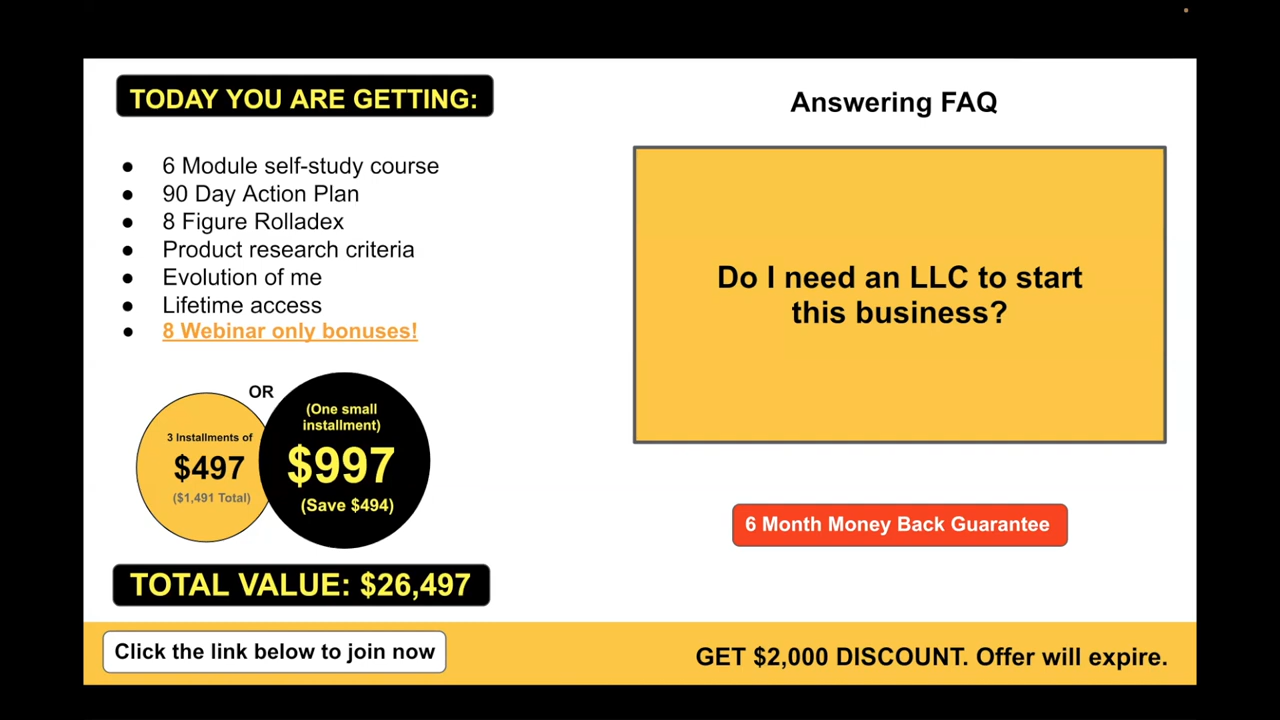 TODAY YOU ARE GETTING:
● 6 Module self-study course
● 90 Day Action Plan
● 8 Figure Rolladex
● Product research criteria
● Evolution of me
● Lifetime access
● 8 Webinar only bonuses!
3 Installments of
$497
($1,491 Total)
OR
(One small
installment)
$997
(Save $494)
TOTAL VALUE: $26,497
Answering FAQ
Do I need an LLC to start
this business?
6 Month Money Back Guarantee
Click the link below to join now
GET $2,000 DISCOUNT. Offer will expire.